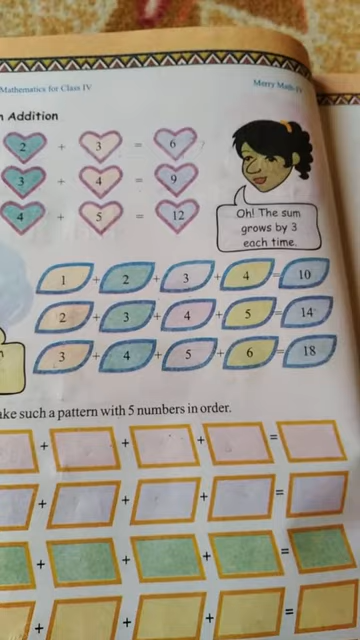 Mathematics for Class IV
Merry Math-IV
Addition
2 + 3 = 6
3 + 4 = 9
4 + 5 = 12
Oh! The sum
grows by 3
each time.
1 + 2 + 3 + 4 = 10
2 + 3 + 4 + 5 = 14
3 + 4 + 5 + 6 = 18
ake such a pattern with 5 numbers in order.
+ + + =
+ + + =
+ + + =
+ + + =